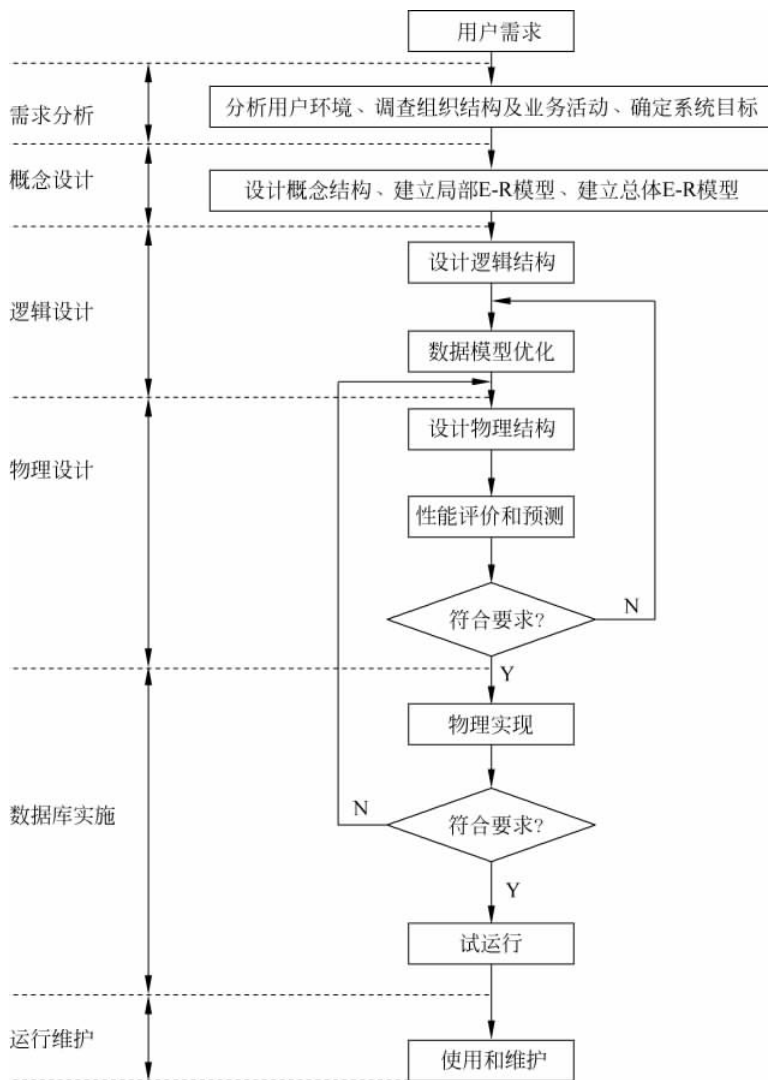 用户需求
需求分析
分析用户环境、调查组织结构及业务活动、确定系统目标
概念设计
设计概念结构、建立局部E-R模型、建立总体E-R模型
设计逻辑结构
逻辑设计
数据模型优化
设计物理结构
物理设计
性能评价和预测
符合要求?
N
Y
物理实现
数据库实施
N
符合要求?
Y
试运行
运行维护
使用和维护